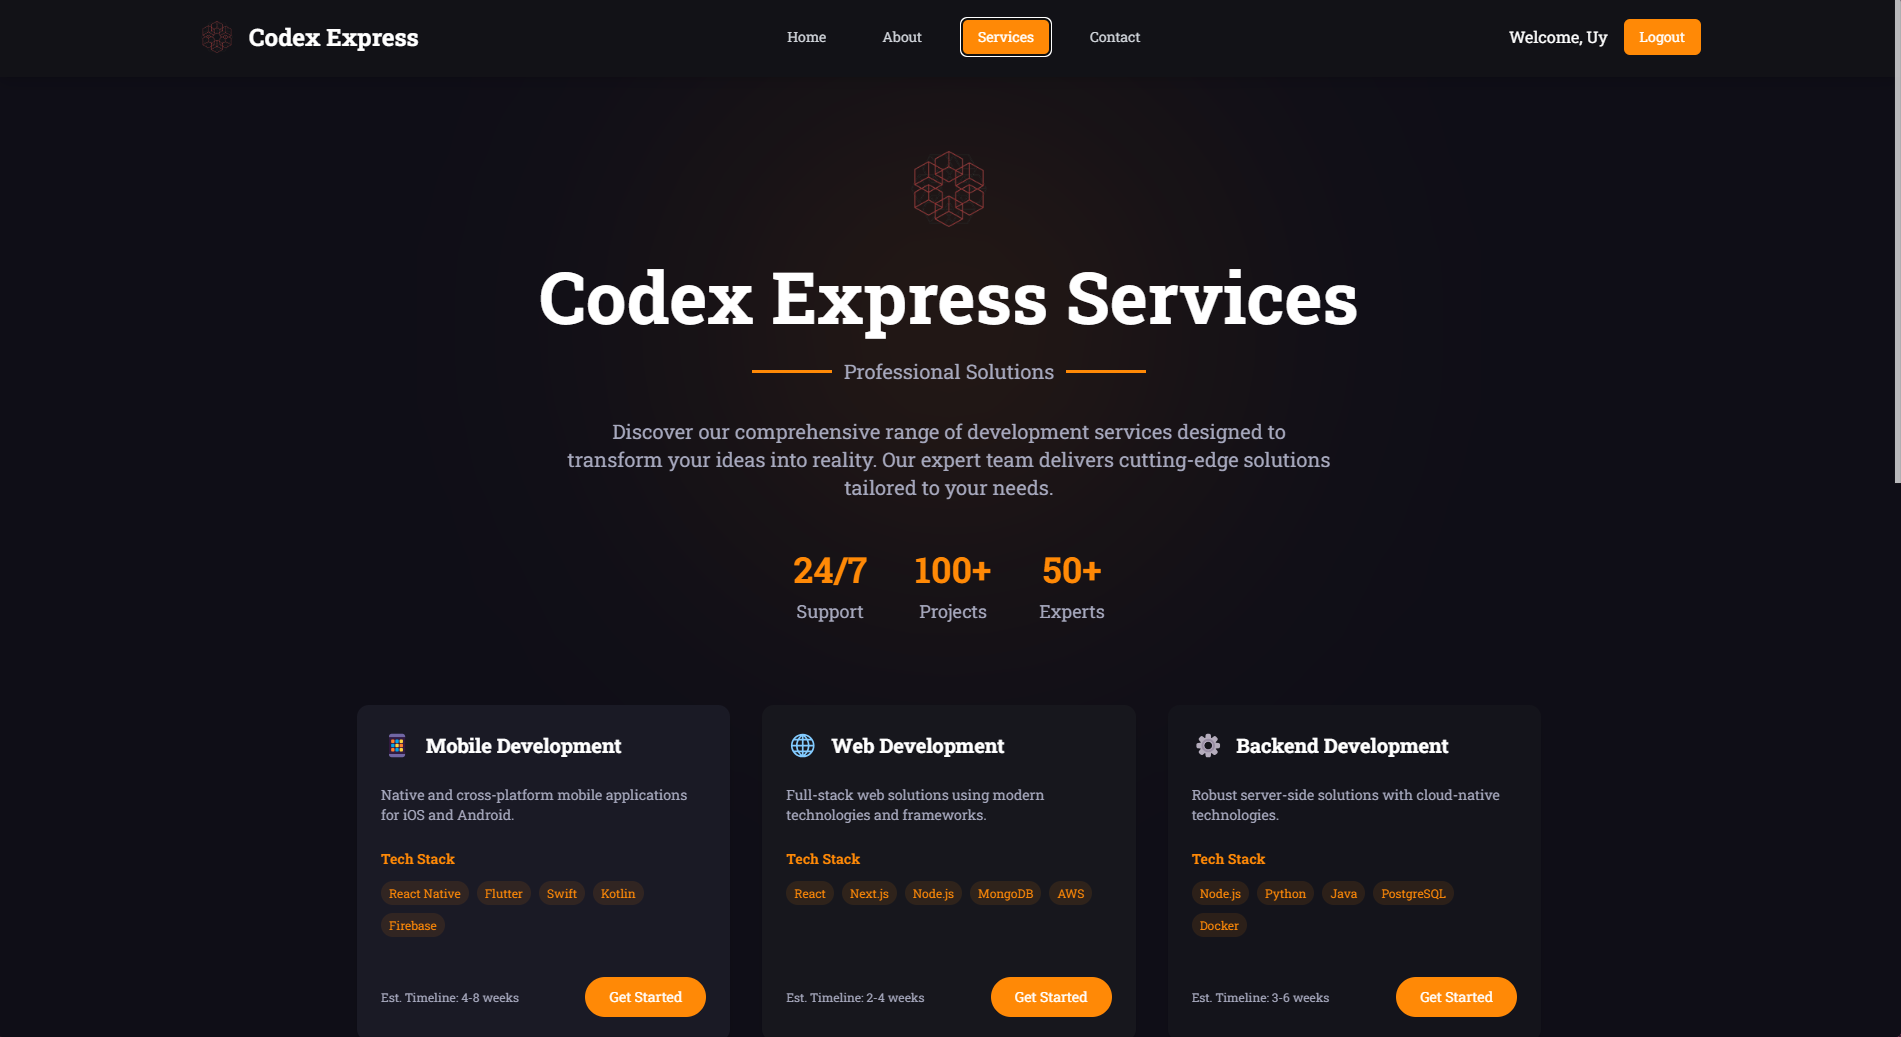 Codex Express
Home
About
Services
Contact
Welcome, Uy
Logout
Codex Express Services
Professional Solutions
Discover our comprehensive range of development services designed to
transform your ideas into reality. Our expert team delivers cutting-edge solutions
tailored to your needs.
24/7
Support
100+
Projects
50+
Experts
Mobile Development
Native and cross-platform mobile applications
for iOS and Android.
Tech Stack
React Native Flutter Swift Kotlin
Firebase
Est. Timeline: 4-8 weeks
Get Started
Web Development
Full-stack web solutions using modern
technologies and frameworks.
Tech Stack
React Next.js Node.js MongoDB AWS
Est. Timeline: 2-4 weeks
Get Started
Backend Development
Robust server-side solutions with cloud-native
technologies.
Tech Stack
Node.js Python Java PostgreSQL
Docker
Est. Timeline: 3-6 weeks
Get Started